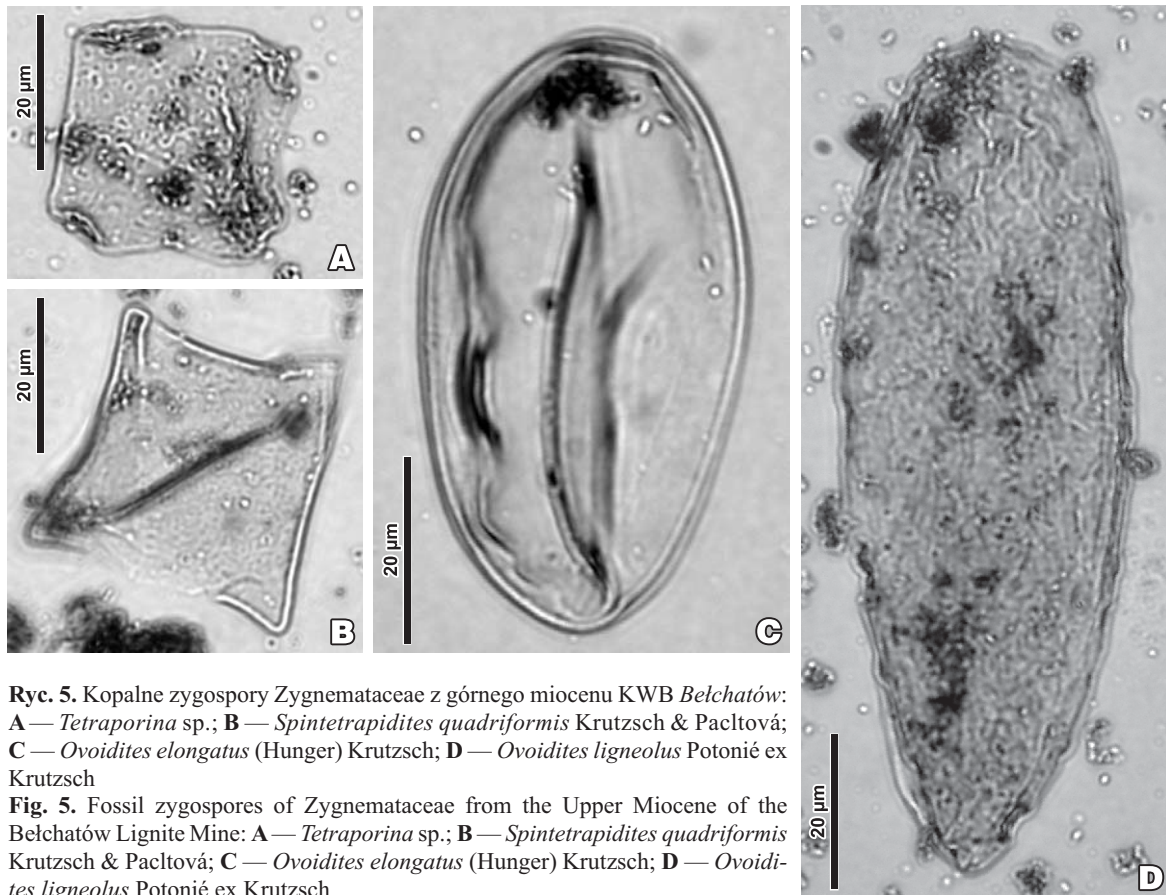 20 µm
A
20 µm
B
20 µm
C
20 µm
D
Ryc. 5. Kopalne zygospory Zygnemataceae z górnego miocenu KWB Bełchatów:
A — Tetraporina sp.; B — Spintetrapidites quadriformis Krutzsch & Pacltová;
C — Ovoidites elongatus (Hunger) Krutzsch; D — Ovoidites ligneolus Potonié ex
Krutzsch
Fig. 5. Fossil zygospores of Zygnemataceae from the Upper Miocene of the
Bełchatów Lignite Mine: A — Tetraporina sp.; B — Spintetrapidites quadriformis
Krutzsch & Pacltová; C — Ovoidites elongatus (Hunger) Krutzsch; D — Ovoidi-
tes ligneolus Potonié ex Krutzsch